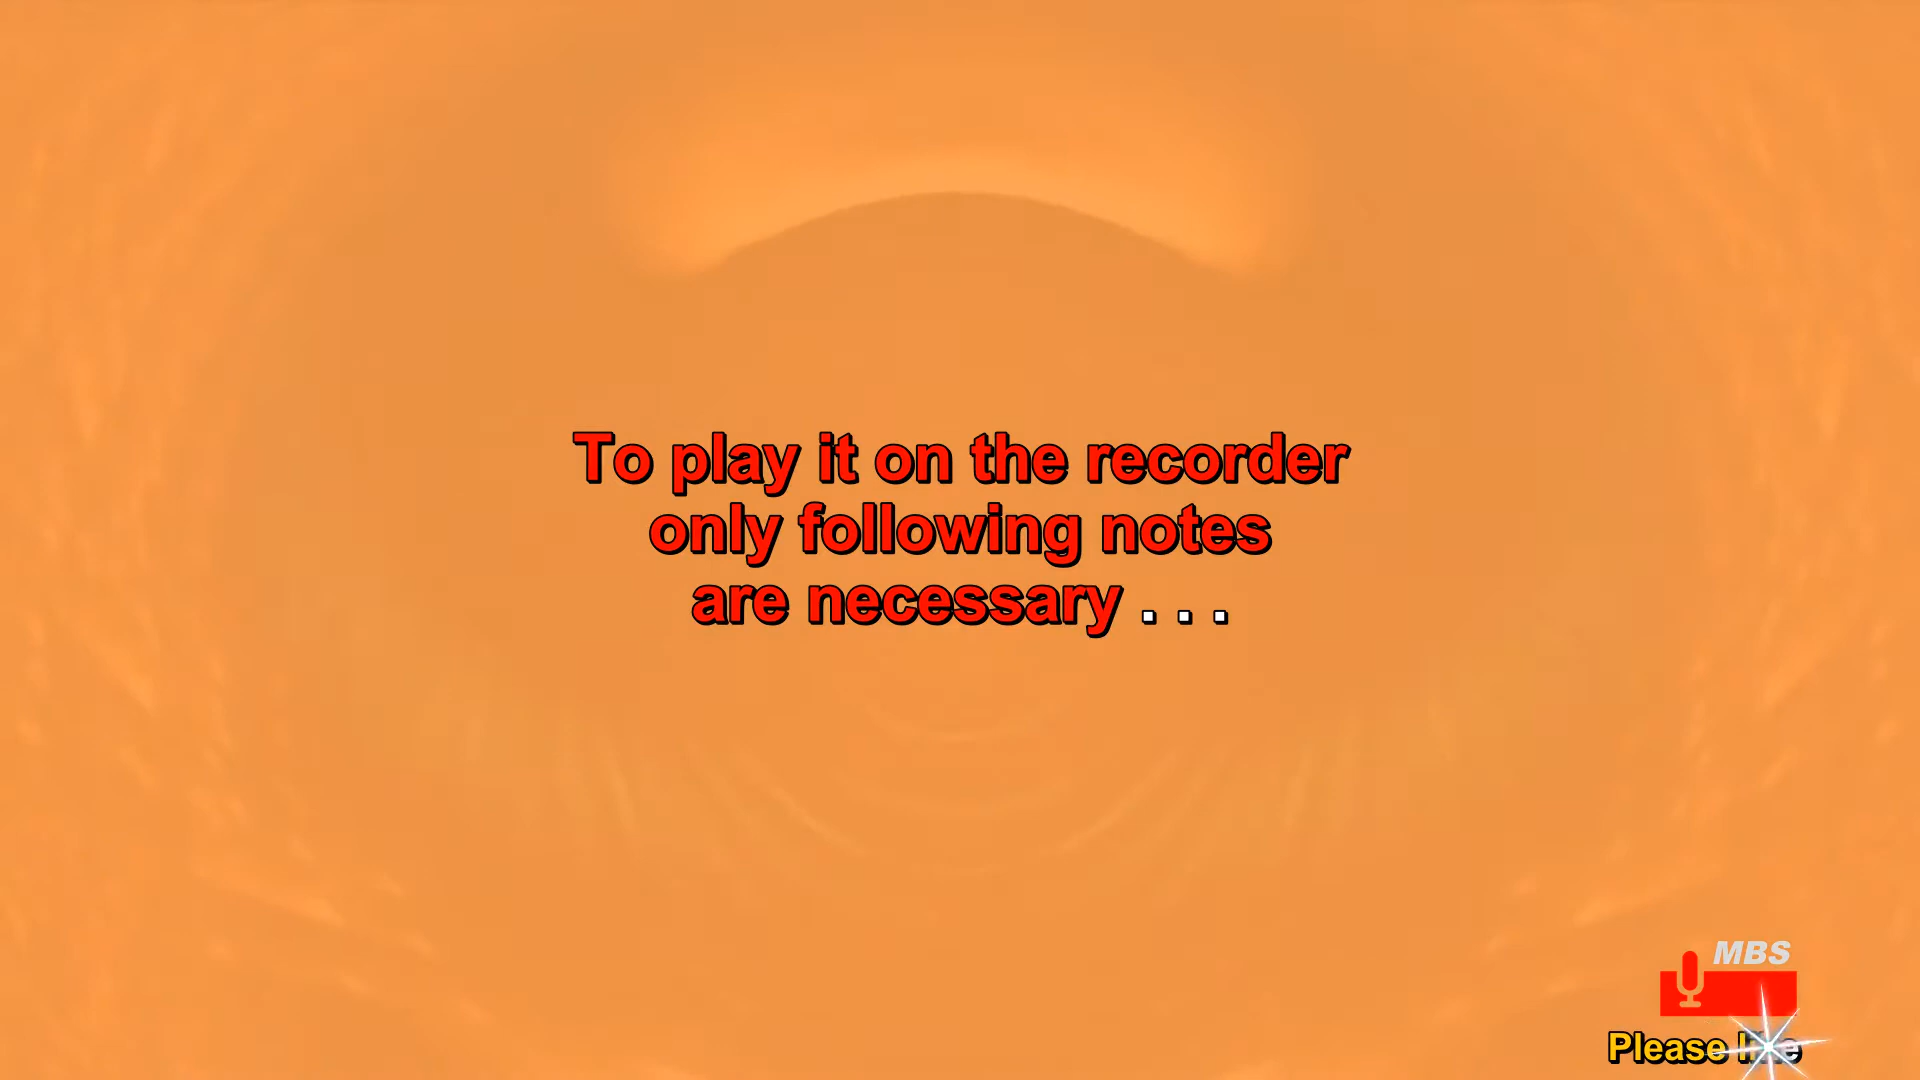 To play it on the recorder
only following notes
are necessary . . .
MBS
Please